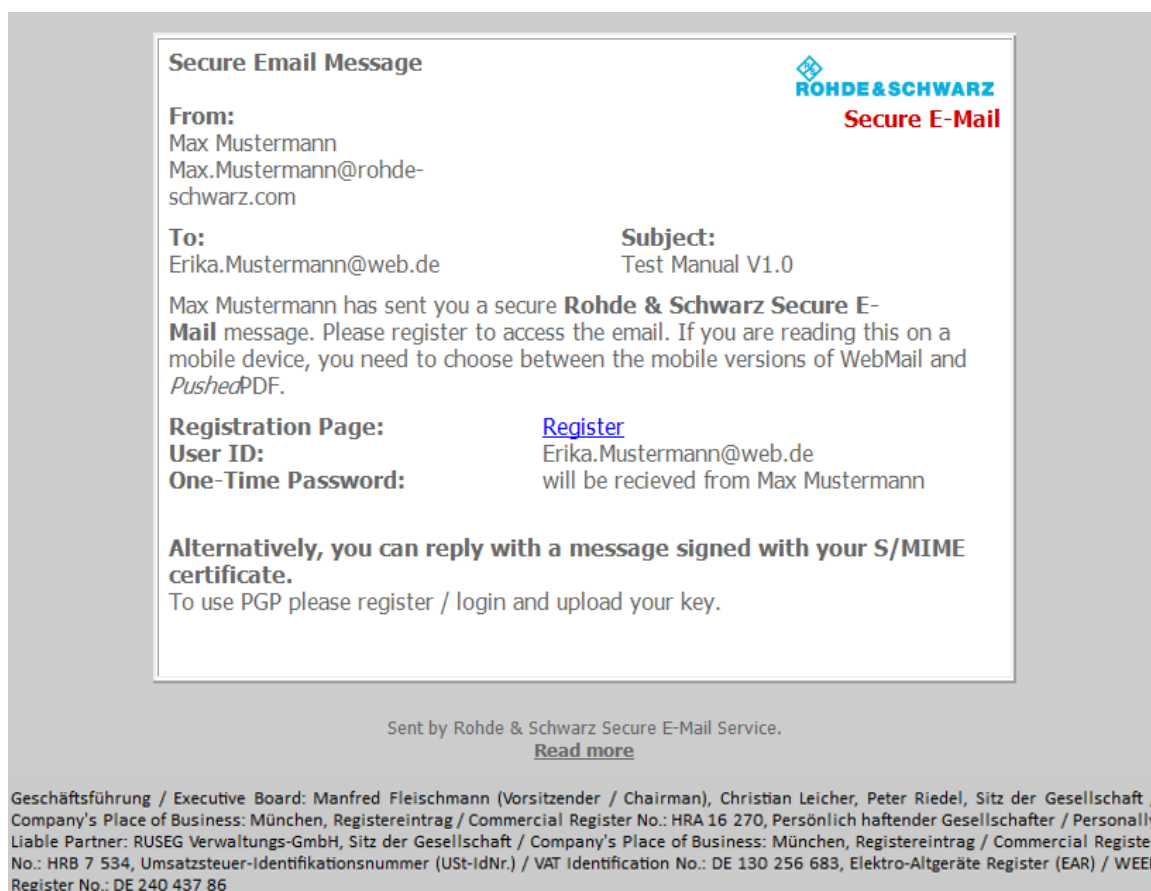 Secure Email Message
R&S
ROHDE&SCHWARZ
Secure E-Mail
From:
Max Mustermann
Max.Mustermann@rohde-
schwarz.com
To:
Erika.Mustermann@web.de
Subject:
Test Manual V1.0
Max Mustermann has sent you a secure Rohde & Schwarz Secure E-
Mail message. Please register to access the email. If you are reading this on a
mobile device, you need to choose between the mobile versions of WebMail and
PushedPDF.
Registration Page: Register
User ID: Erika.Mustermann@web.de
One-Time Password: will be recieved from Max Mustermann
Alternatively, you can reply with a message signed with your S/MIME
certificate.
To use PGP please register / login and upload your key.
Sent by Rohde & Schwarz Secure E-Mail Service.
Read more
Geschäftsführung / Executive Board: Manfred Fleischmann (Vorsitzender / Chairman), Christian Leicher, Peter Riedel, Sitz der Gesellschaft /
Company's Place of Business: München, Registereintrag / Commercial Register No.: HRA 16 270, Persönlich haftender Gesellschafter / Personally
Liable Partner: RUSEG Verwaltungs-GmbH, Sitz der Gesellschaft / Company's Place of Business: München, Registereintrag / Commercial Register
No.: HRB 7 534, Umsatzsteuer-Identifikationsnummer (USt-IdNr.) / VAT Identification No.: DE 130 256 683, Elektro-Altgeräte Register (EAR) / WEEE
Register No.: DE 240 437 86